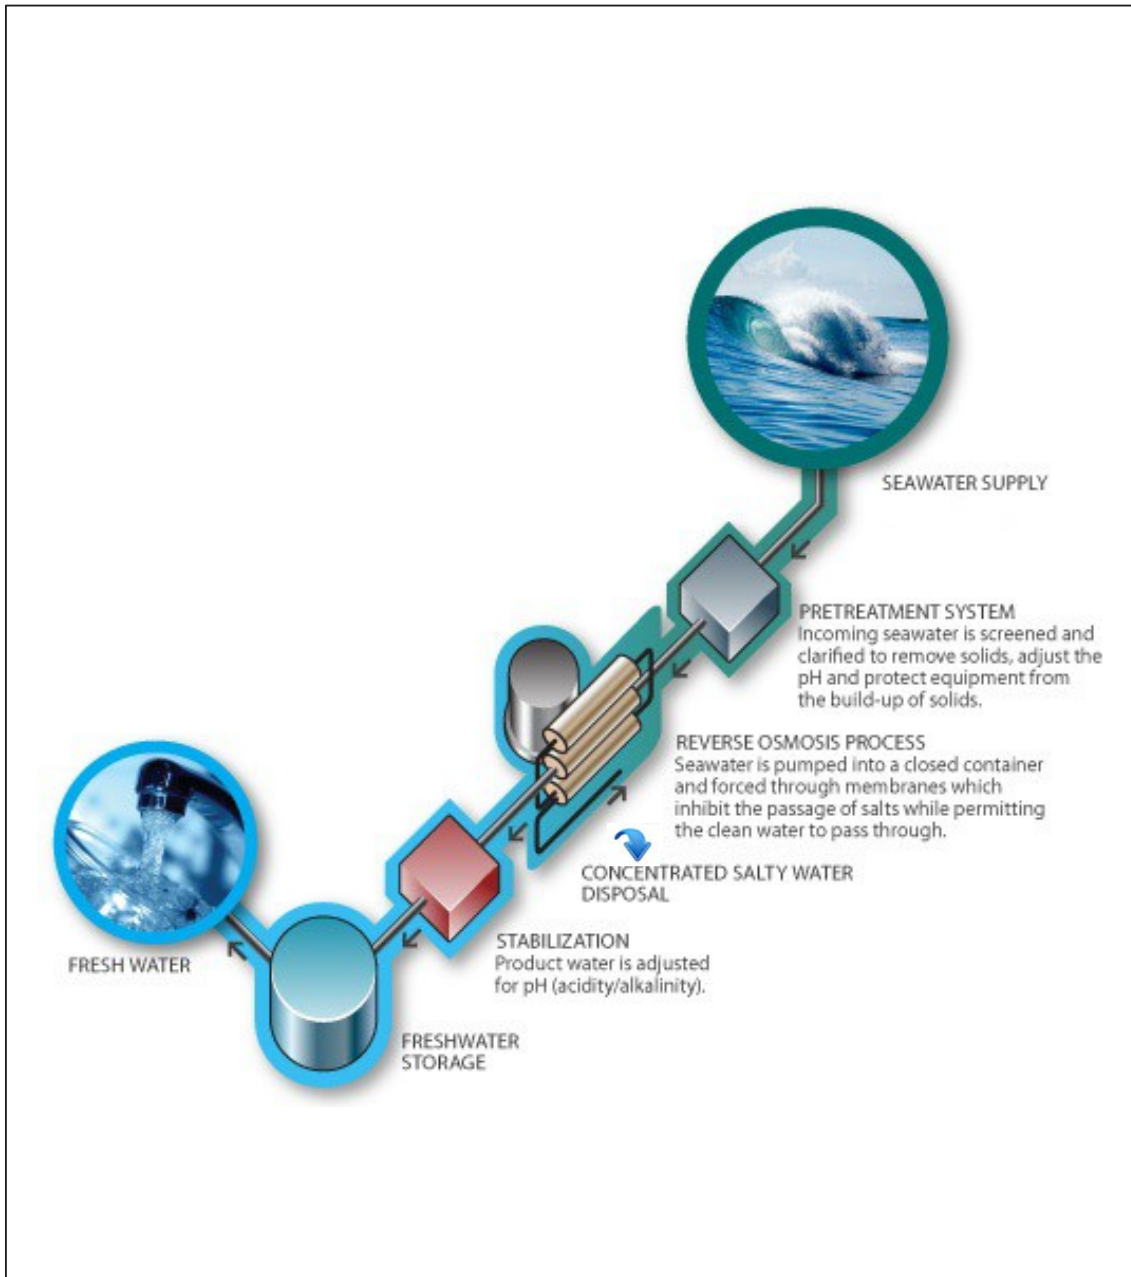 SEAWATER SUPPLY
PRETREATMENT SYSTEM
Incoming seawater is screened and
clarified to remove solids, adjust the
pH and protect equipment from
the build-up of solids.
REVERSE OSMOSIS PROCESS
Seawater is pumped into a closed container
and forced through membranes which
inhibit the passage of salts while permitting
the clean water to pass through.
CONCENTRATED SALTY WATER
DISPOSAL
STABILIZATION
Product water is adjusted
for pH (acidity/alkalinity).
FRESHWATER
STORAGE
FRESH WATER